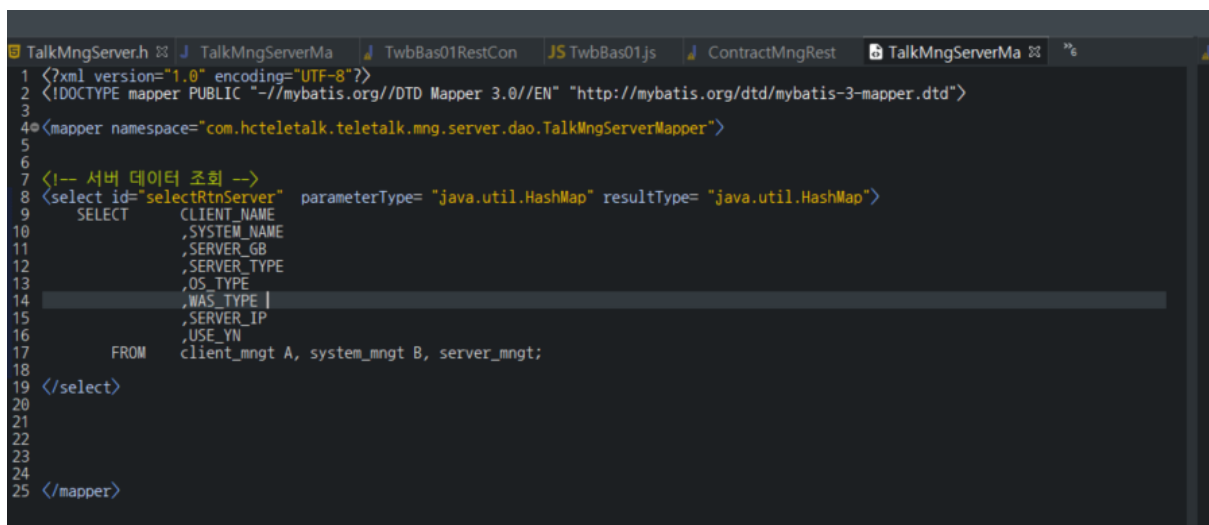 TalkMngServer.h TalkMngServerMa TwbBas01RestCon JS TwbBas01.js ContractMngRest TalkMngServerMa »6
1 <?xml version="1.0" encoding="UTF-8"?>
2 <!DOCTYPE mapper PUBLIC "-//mybatis.org//DTD Mapper 3.0//EN" "http://mybatis.org/dtd/mybatis-3-mapper.dtd">
3
4 <mapper namespace="com.hcteletalk.teletalk.mng.server.dao.TalkMngServerMapper">
5
6
7 <!-- 서버 데이터 조회 -->
8 <select id="selectRtnServer" parameterType= "java.util.HashMap" resultType= "java.util.HashMap">
9 SELECT CLIENT_NAME
10 ,SYSTEM_NAME
11 ,SERVER_GB
12 ,SERVER_TYPE
13 ,OS_TYPE
14 ,WAS_TYPE
15 ,SERVER_IP
16 ,USE_YN
17 FROM client_mngt A, system_mngt B, server_mngt;
18
19 </select>
20
21
22
23
24
25 </mapper>